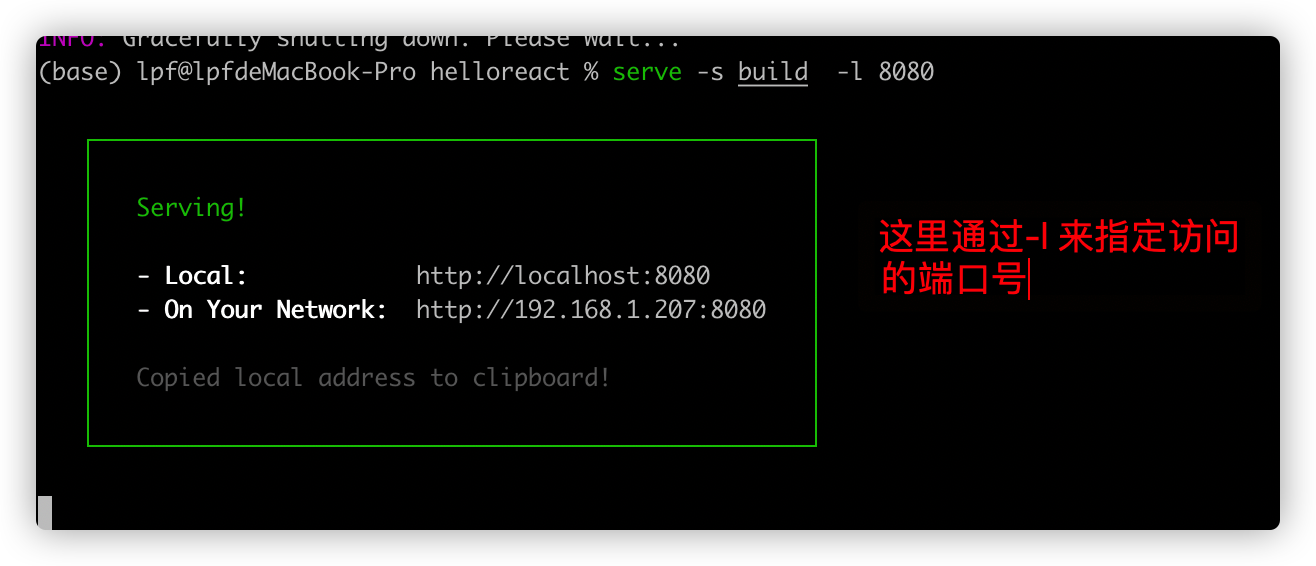 INFO: Gracefully shutting down. Please wait...
(base) lpf@lpfdeMacBook-Pro helloreact % serve -s build  -l 8080
Serving!
- Local:            http://localhost:8080
- On Your Network:  http://192.168.1.207:8080
Copied local address to clipboard!
这里通过-l 来指定访问
的端口号